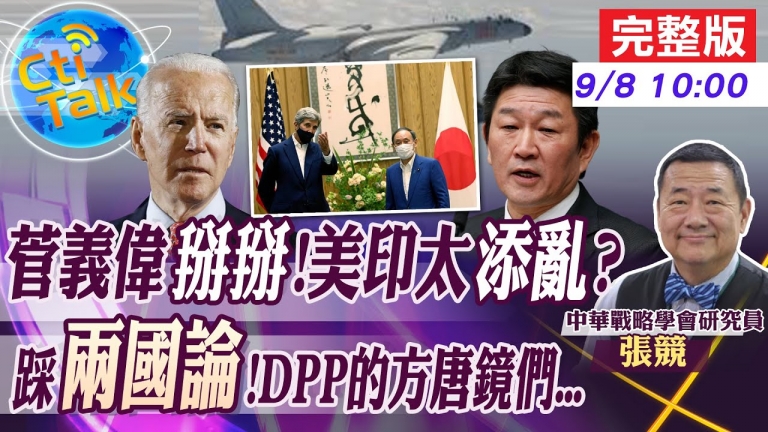 Cti
Talk
完整版
9/8 10:00
菅義偉掰掰!美印太添亂?
中華戰略學會研究員
張競
踩兩國論!DPP的方唐鏡們...